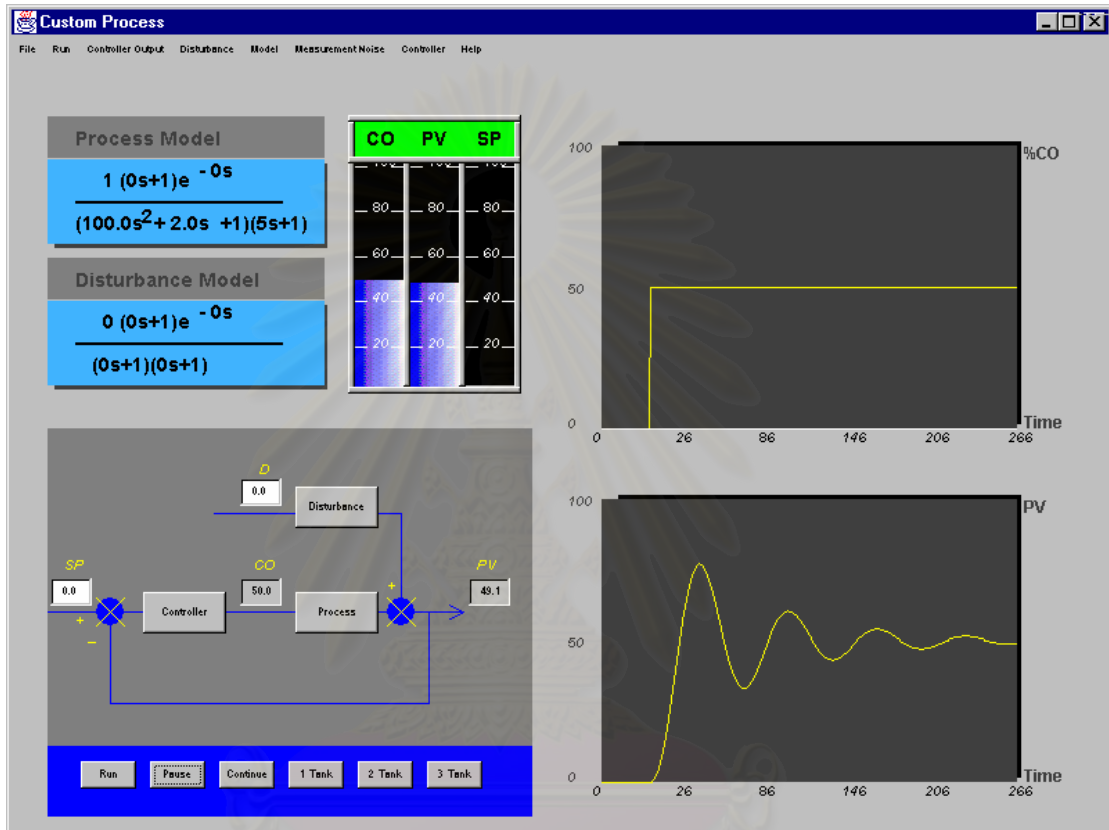 Custom Process
File Run Controller Output Disturbance Model Measurement Noise Controller Help
Process Model
1 (0s+1)e - 0s
(100.0s2+ 2.0s +1)(5s+1)
Disturbance Model
0 (0s+1)e - 0s
(0s+1)(0s+1)
CO PV SP
100 100 100
80 80 80
60 60 60
40 40 40
20 20 20
100
%CO
50
0
Time
0 26 86 146 206 266
D
0.0
Disturbance
SP
0.0
CO
50.0
PV
49.1
Controller
Process
+
+
−
Run Pause Continue 1 Tank 2 Tank 3 Tank
100
PV
50
0
Time
0 26 86 146 206 266